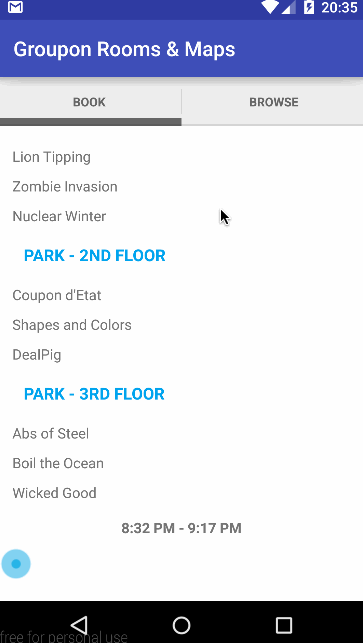 20:35
Groupon Rooms & Maps
BOOK
BROWSE
Lion Tipping
Zombie Invasion
Nuclear Winter
PARK - 2ND FLOOR
Coupon d'Etat
Shapes and Colors
DealPig
PARK - 3RD FLOOR
Abs of Steel
Boil the Ocean
Wicked Good
8:32 PM - 9:17 PM
free for personal use